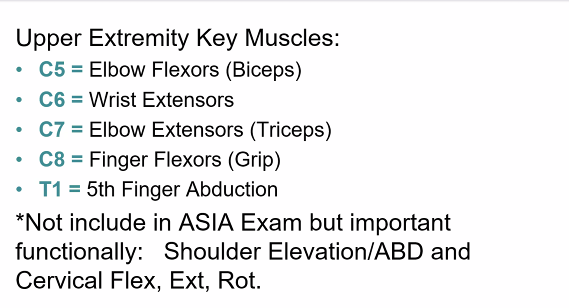 Upper Extremity Key Muscles:
• C5 = Elbow Flexors (Biceps)
• C6 = Wrist Extensors
• C7 = Elbow Extensors (Triceps)
• C8 = Finger Flexors (Grip)
• T1 = 5th Finger Abduction
*Not include in ASIA Exam but important
functionally:   Shoulder Elevation/ABD and
Cervical Flex, Ext, Rot.